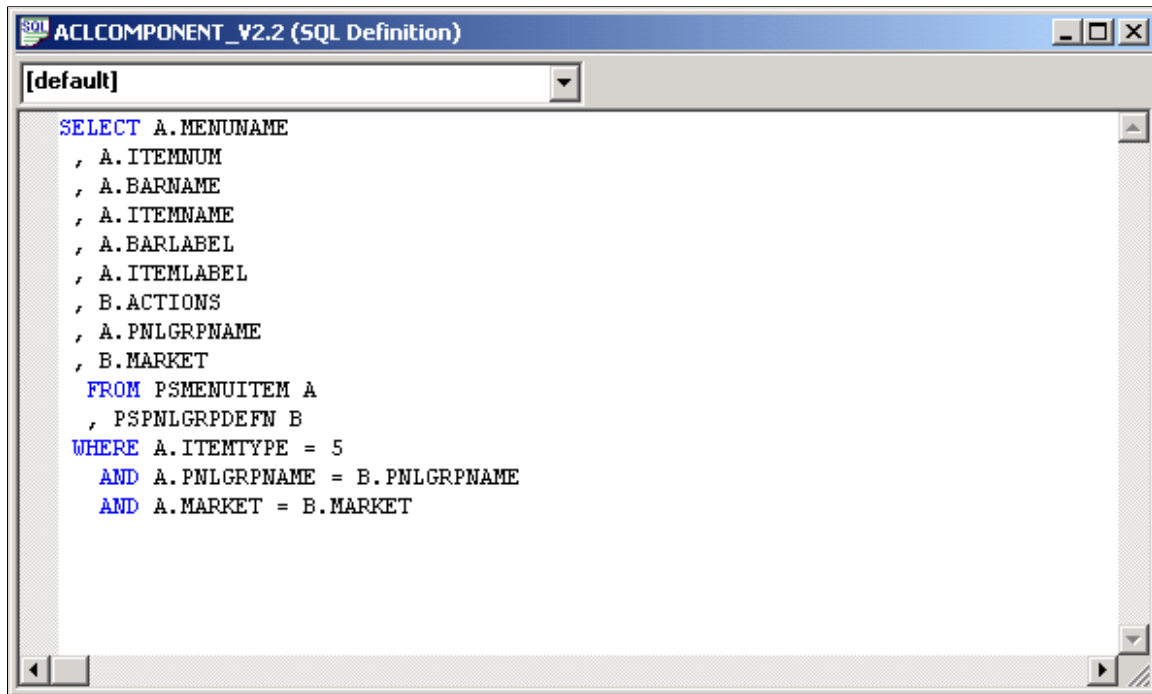 SQL ACLCOMPONENT_V2.2 (SQL Definition)
[default]
SELECT A.MENUNAME
, A.ITEMNUM
, A.BARNAME
, A.ITEMNAME
, A.BARLABEL
, A.ITEMLABEL
, B.ACTIONS
, A.PNLGRPNAME
, B.MARKET
FROM PSMENUITEM A
, PSPNLGRPDEFN B
WHERE A.ITEMTYPE = 5
AND A.PNLGRPNAME = B.PNLGRPNAME
AND A.MARKET = B.MARKET